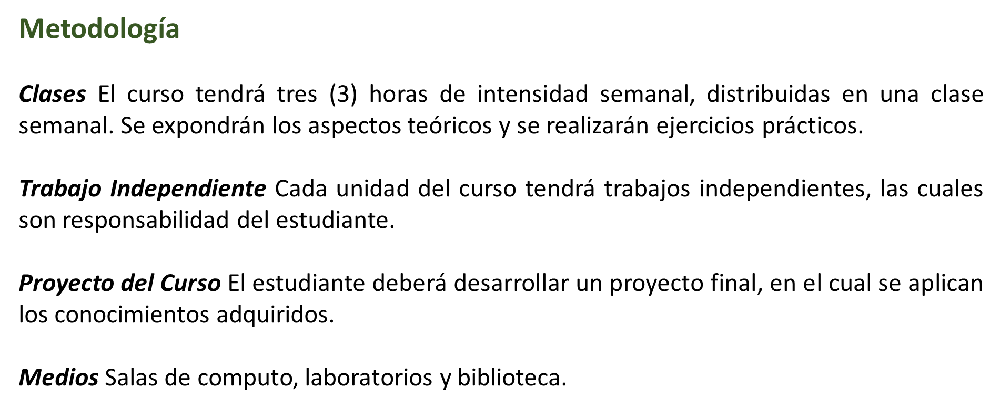 Metodología
Clases El curso tendrá tres (3) horas de intensidad semanal, distribuidas en una clase
semanal. Se expondrán los aspectos teóricos y se realizarán ejercicios prácticos.
Trabajo Independiente Cada unidad del curso tendrá trabajos independientes, las cuales
son responsabilidad del estudiante.
Proyecto del Curso El estudiante deberá desarrollar un proyecto final, en el cual se aplican
los conocimientos adquiridos.
Medios Salas de computo, laboratorios y biblioteca.